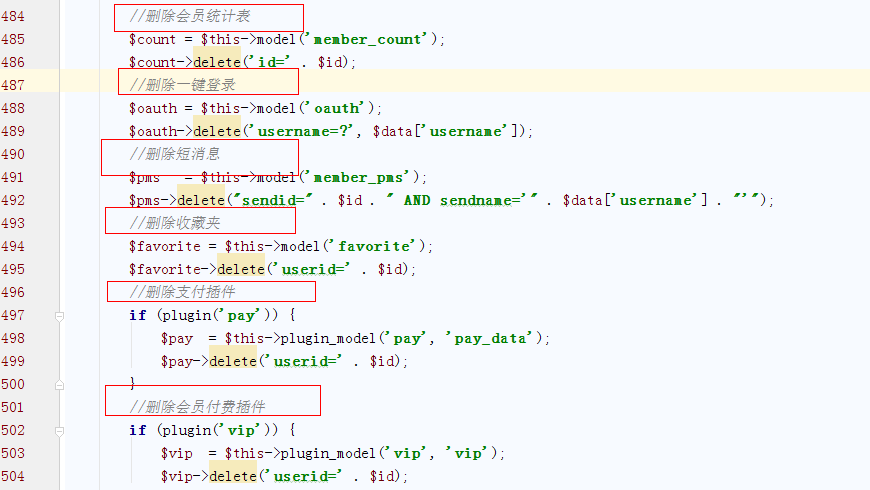 484 //删除会员统计表
485 $count = $this->model('member_count');
486 $count->delete('id=' . $id);
487 //删除一键登录
488 $oauth = $this->model('oauth');
489 $oauth->delete('username=?', $data['username']);
490 //删除短消息
491 $pms   = $this->model('member_pms');
492 $pms->delete("sendid=" . $id . " AND sendname='" . $data['username'] . "'");
493 //删除收藏夹
494 $favorite = $this->model('favorite');
495 $favorite->delete('userid=' . $id);
496 //删除支付插件
497 if (plugin('pay')) {
498     $pay  = $this->plugin_model('pay', 'pay_data');
499     $pay->delete('userid=' . $id);
500 }
501 //删除会员付费插件
502 if (plugin('vip')) {
503     $vip  = $this->plugin_model('vip', 'vip');
504     $vip->delete('userid=' . $id);